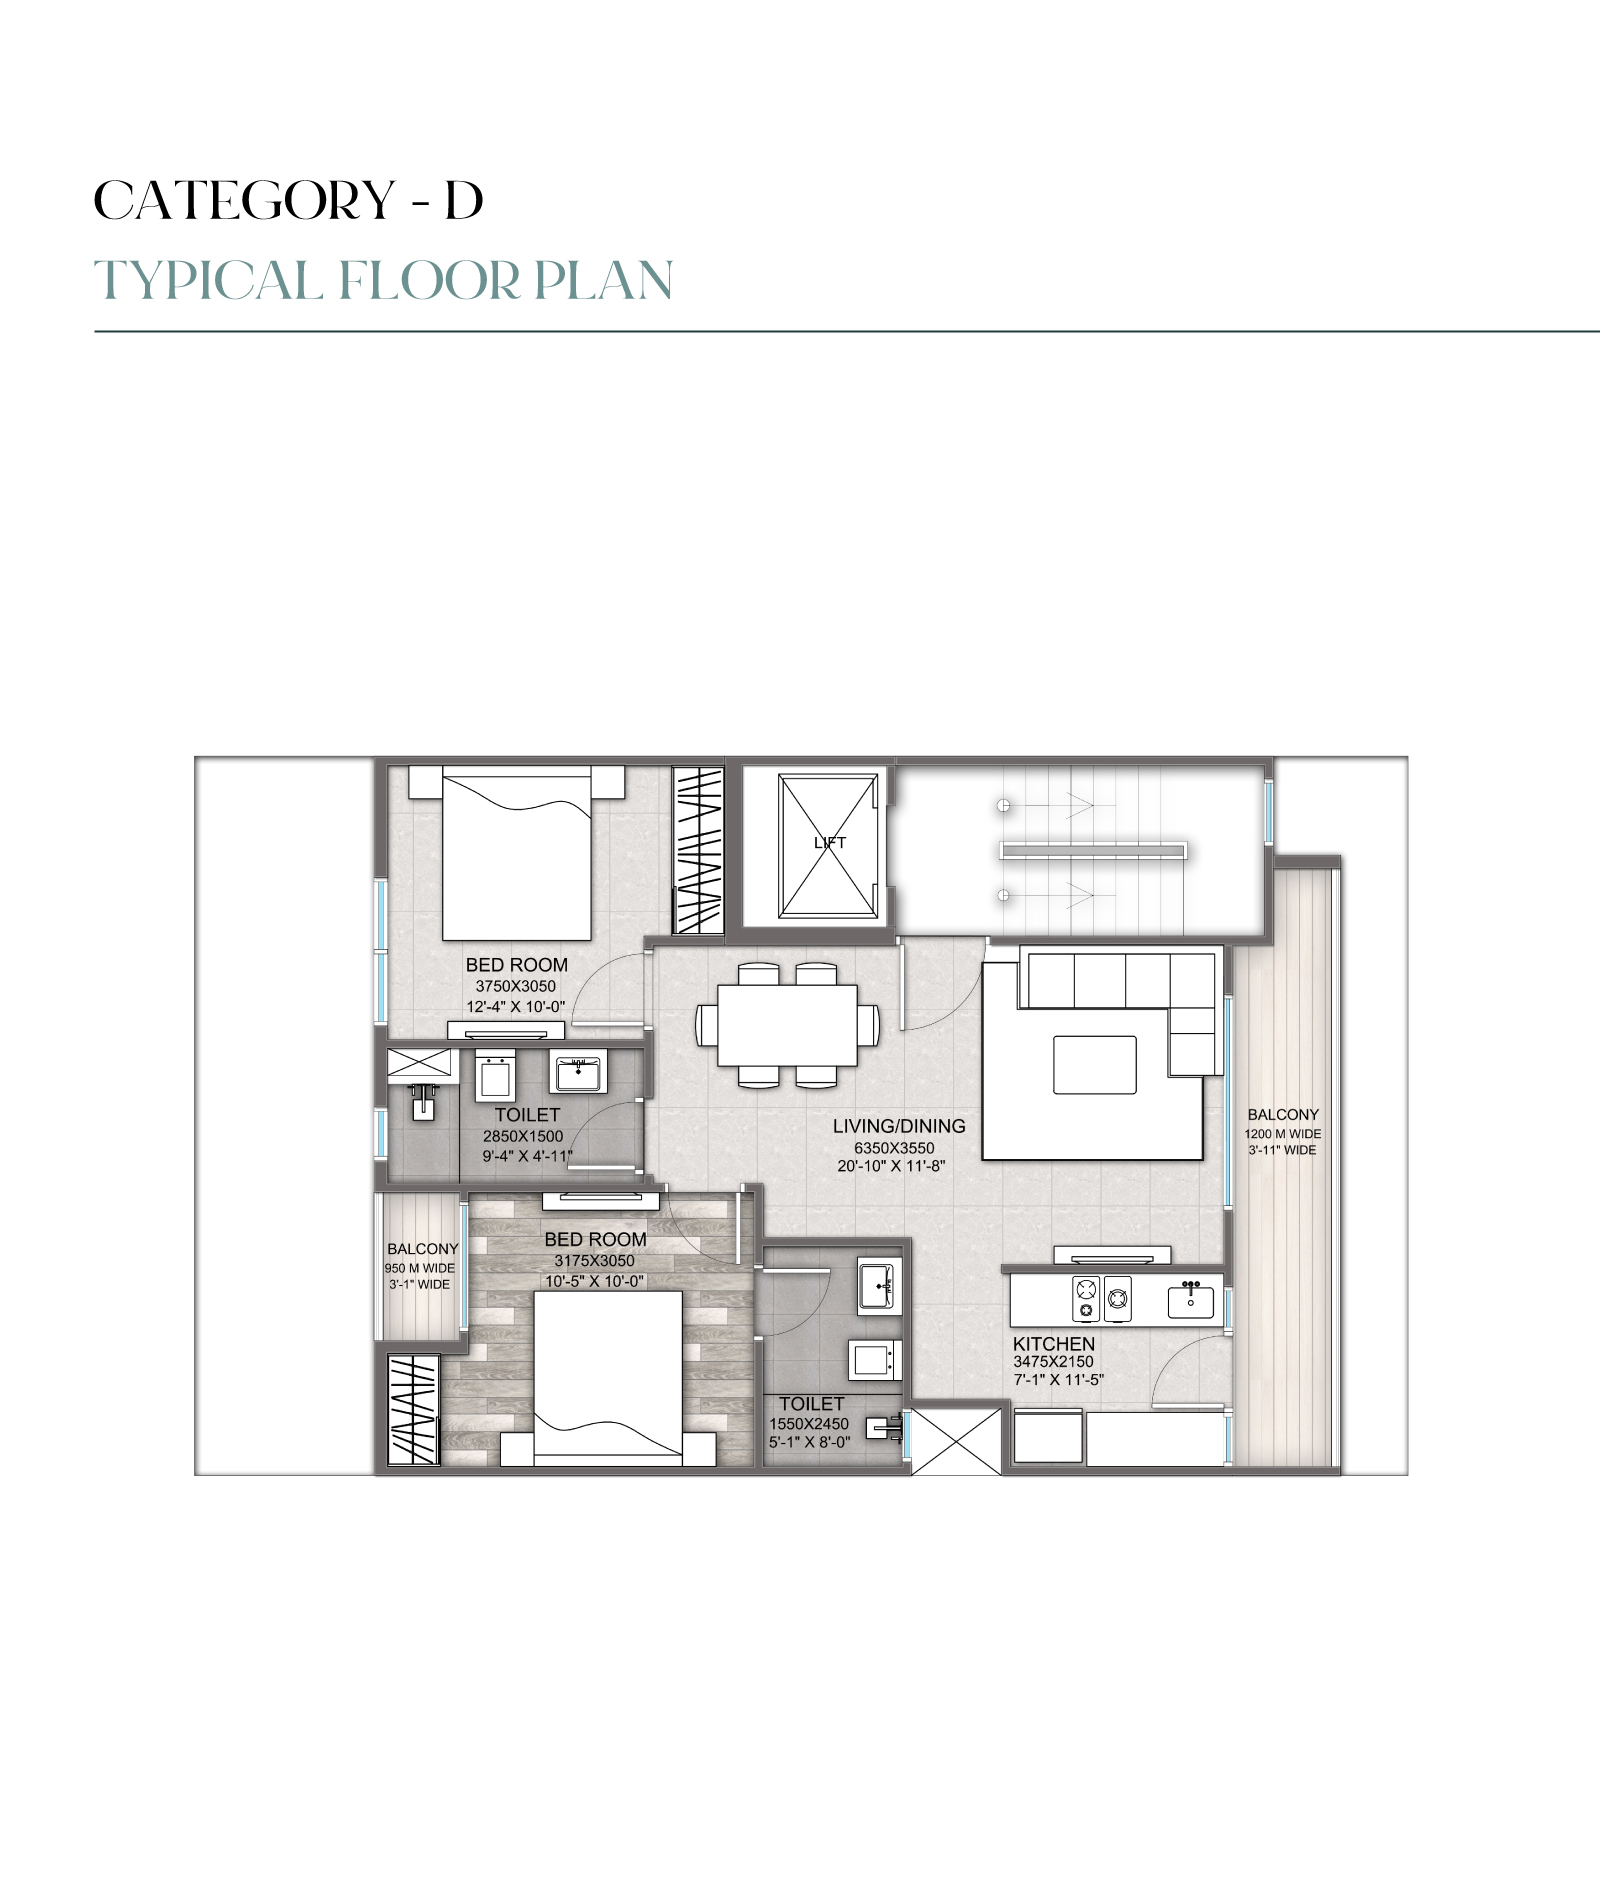 CATEGORY - D
TYPICAL FLOOR PLAN
LIFT
BED ROOM
3750X3050
12'-4" X 10'-0"
TOILET
2850X1500
9'-4" X 4'-11"
LIVING/DINING
6350X3550
20'-10" X 11'-8"
BALCONY
1200 M WIDE
3'-11" WIDE
BALCONY
950 M WIDE
3'-1" WIDE
BED ROOM
3175X3050
10'-5" X 10'-0"
KITCHEN
3475X2150
7'-1" X 11'-5"
TOILET
1550X2450
5'-1" X 8'-0"